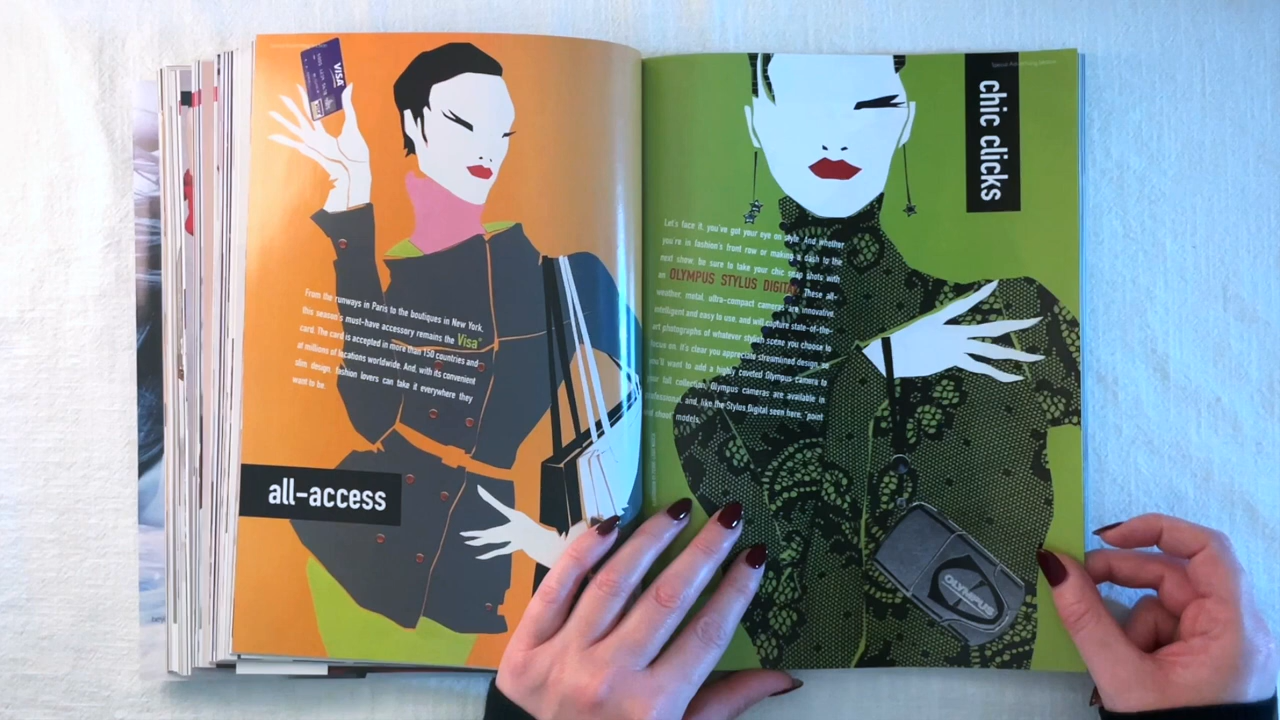 VISA
From the runways in Paris to the boutiques in New York,
this season's must-have accessory remains the Visa®
card. The card is accepted in more than 150 countries and
at millions of locations worldwide. And, with its convenient
slim design, fashion lovers can take it everywhere they
want to be.
all-access
Special Advertising Section
chic clicks
Let's face it, you've got your eye on style. And whether
you're in fashion's front row or making a dash to the
next show, be sure to take your chic snap shots with
an OLYMPUS STYLUS DIGITAL. These all-
weather, metal, ultra-compact cameras are innovative,
intelligent and easy to use, and will capture state-of-the-
art photographs of whatever stylish scene you choose to
focus on. It's clear you appreciate streamlined design, so
you'll want to add a highly coveted Olympus camera to
your fall collection. Olympus cameras are available in
professional, and, like the Stylus Digital seen here, "point
and shoot" models.
OLYMPUS